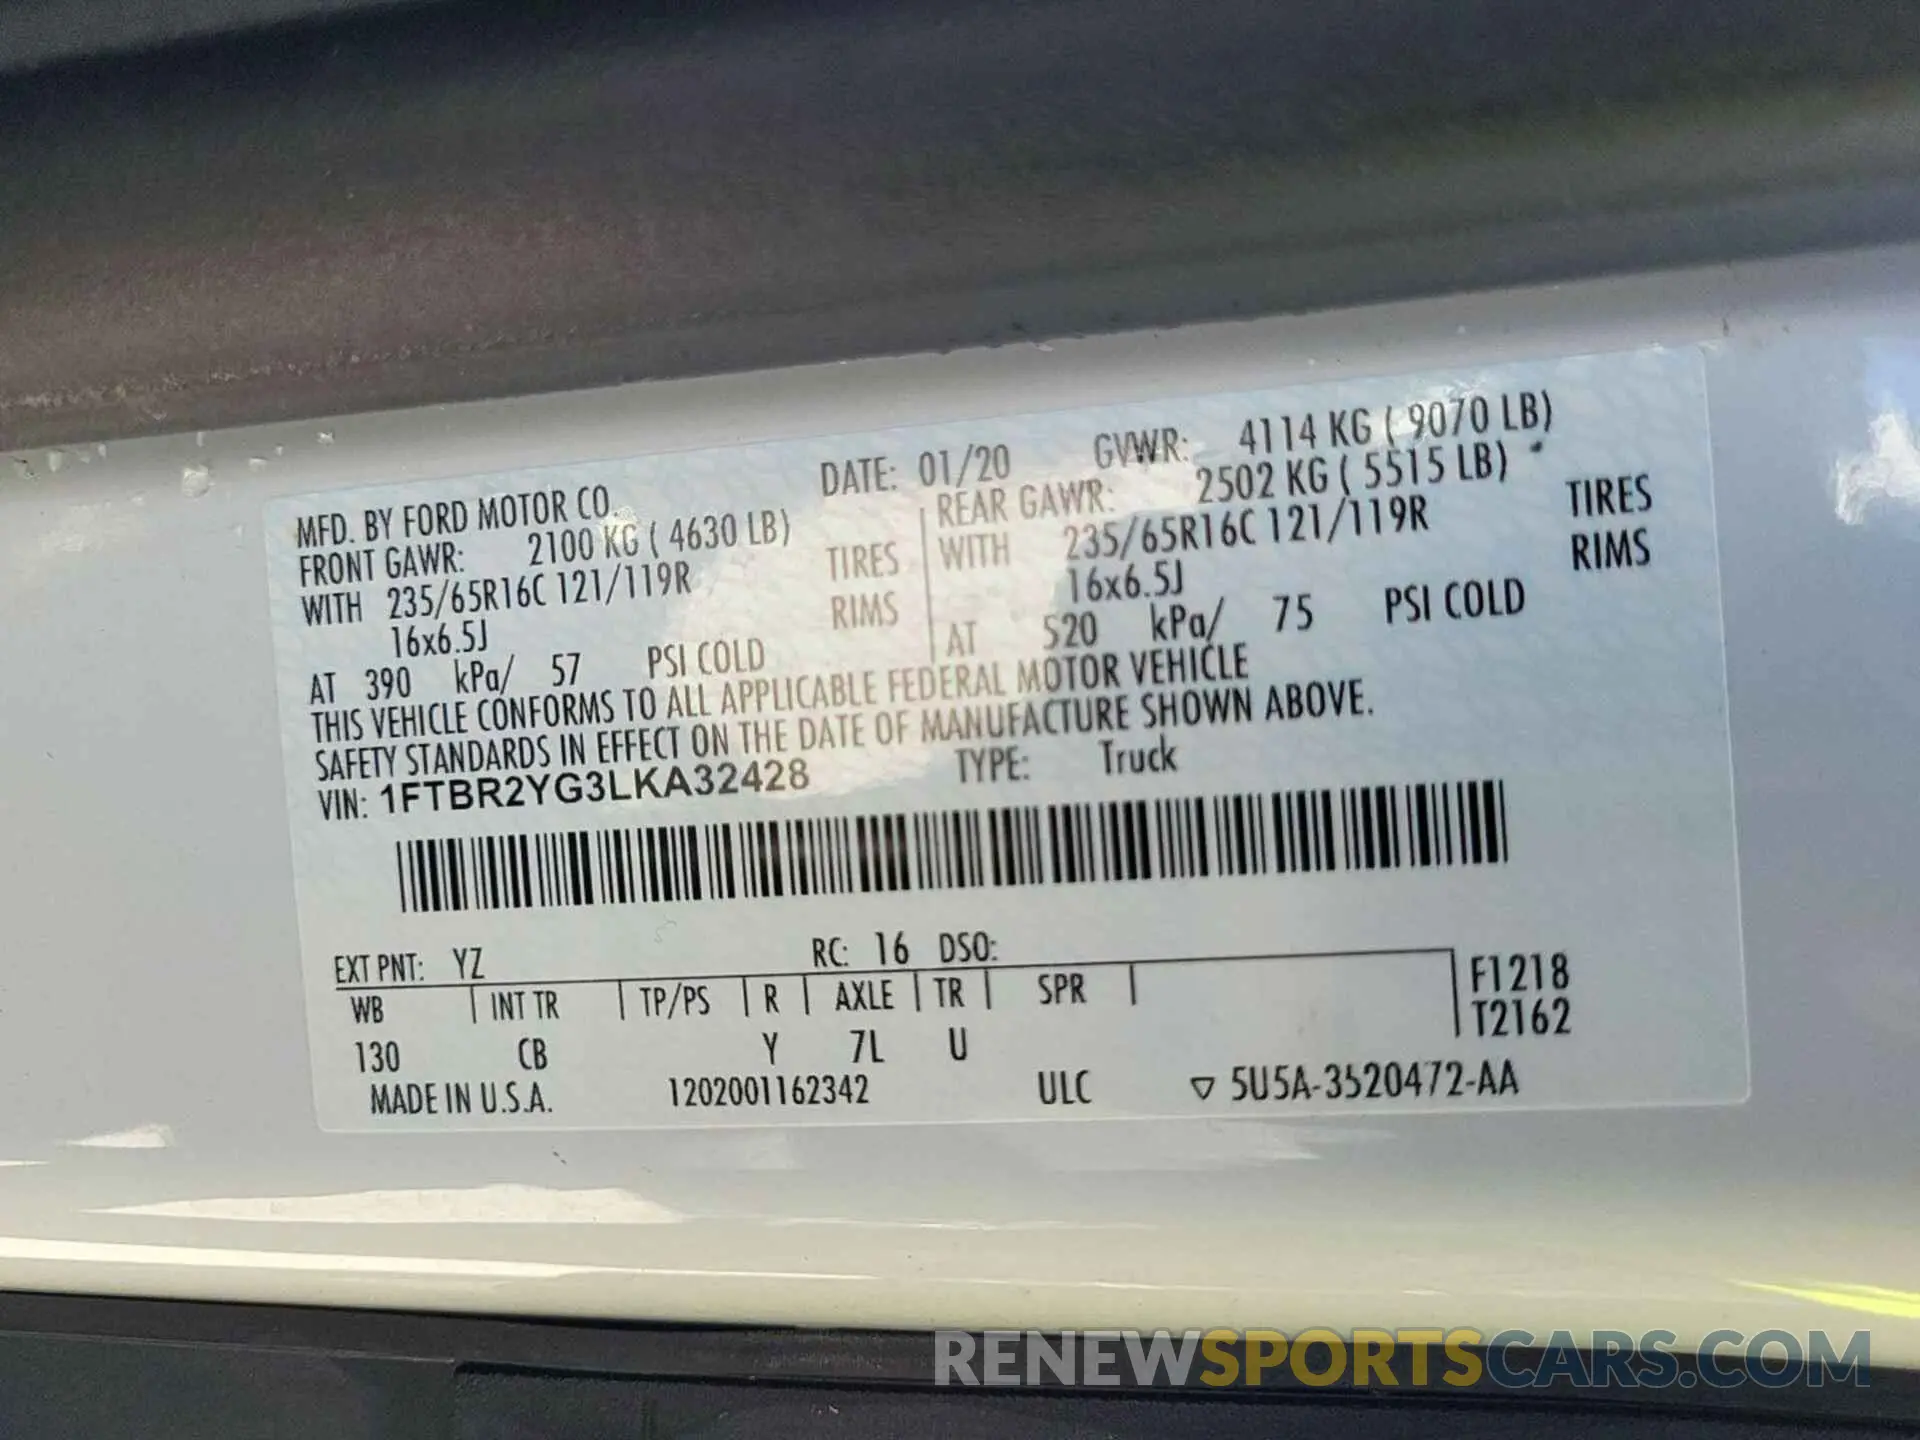 MFD. BY FORD MOTOR CO. DATE: 01/20 GVWR: 4114 KG ( 9070 LB)
FRONT GAWR: 2100 KG ( 4630 LB) REAR GAWR: 2502 KG ( 5515 LB)
WITH 235/65R16C 121/119R TIRES WITH 235/65R16C 121/119R TIRES
16x6.5J RIMS 16x6.5J RIMS
AT 390 kPa/ 57 PSI COLD AT 520 kPa/ 75 PSI COLD
THIS VEHICLE CONFORMS TO ALL APPLICABLE FEDERAL MOTOR VEHICLE
SAFETY STANDARDS IN EFFECT ON THE DATE OF MANUFACTURE SHOWN ABOVE.
VIN: 1FTBR2YG3LKA32428 TYPE: Truck
EXT PNT: YZ RC: 16 DSO:
WB INT TR TP/PS R AXLE TR SPR F1218
T2162
130 CB Y 7L U
MADE IN U.S.A. 1202001162342 ULC ▽ 5U5A-3520472-AA
RENEWSPORTSCARS.COM